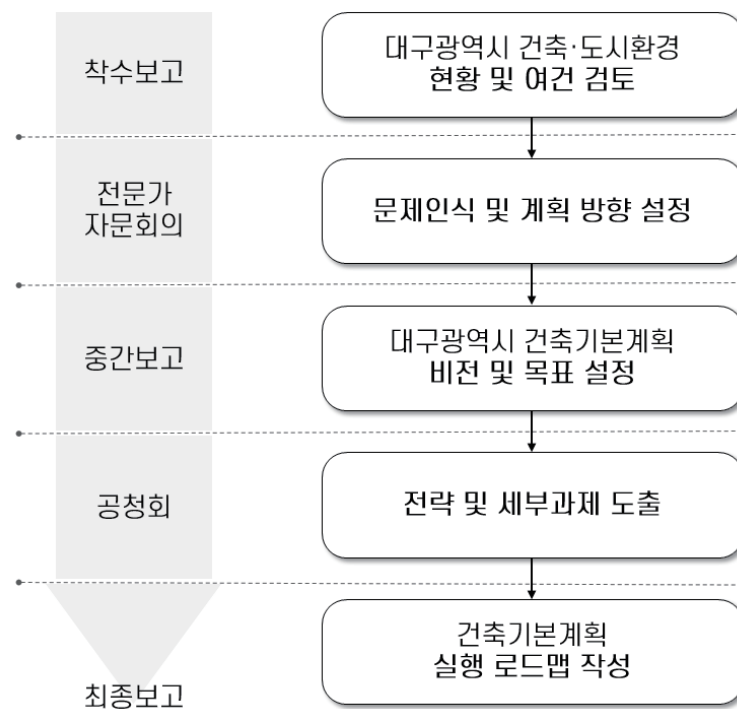 착수보고
대구광역시 건축·도시환경
현황 및 여건 검토
전문가
자문회의
문제인식 및 계획 방향 설정
중간보고
대구광역시 건축기본계획
비전 및 목표 설정
공청회
전략 및 세부과제 도출
최종보고
건축기본계획
실행 로드맵 작성